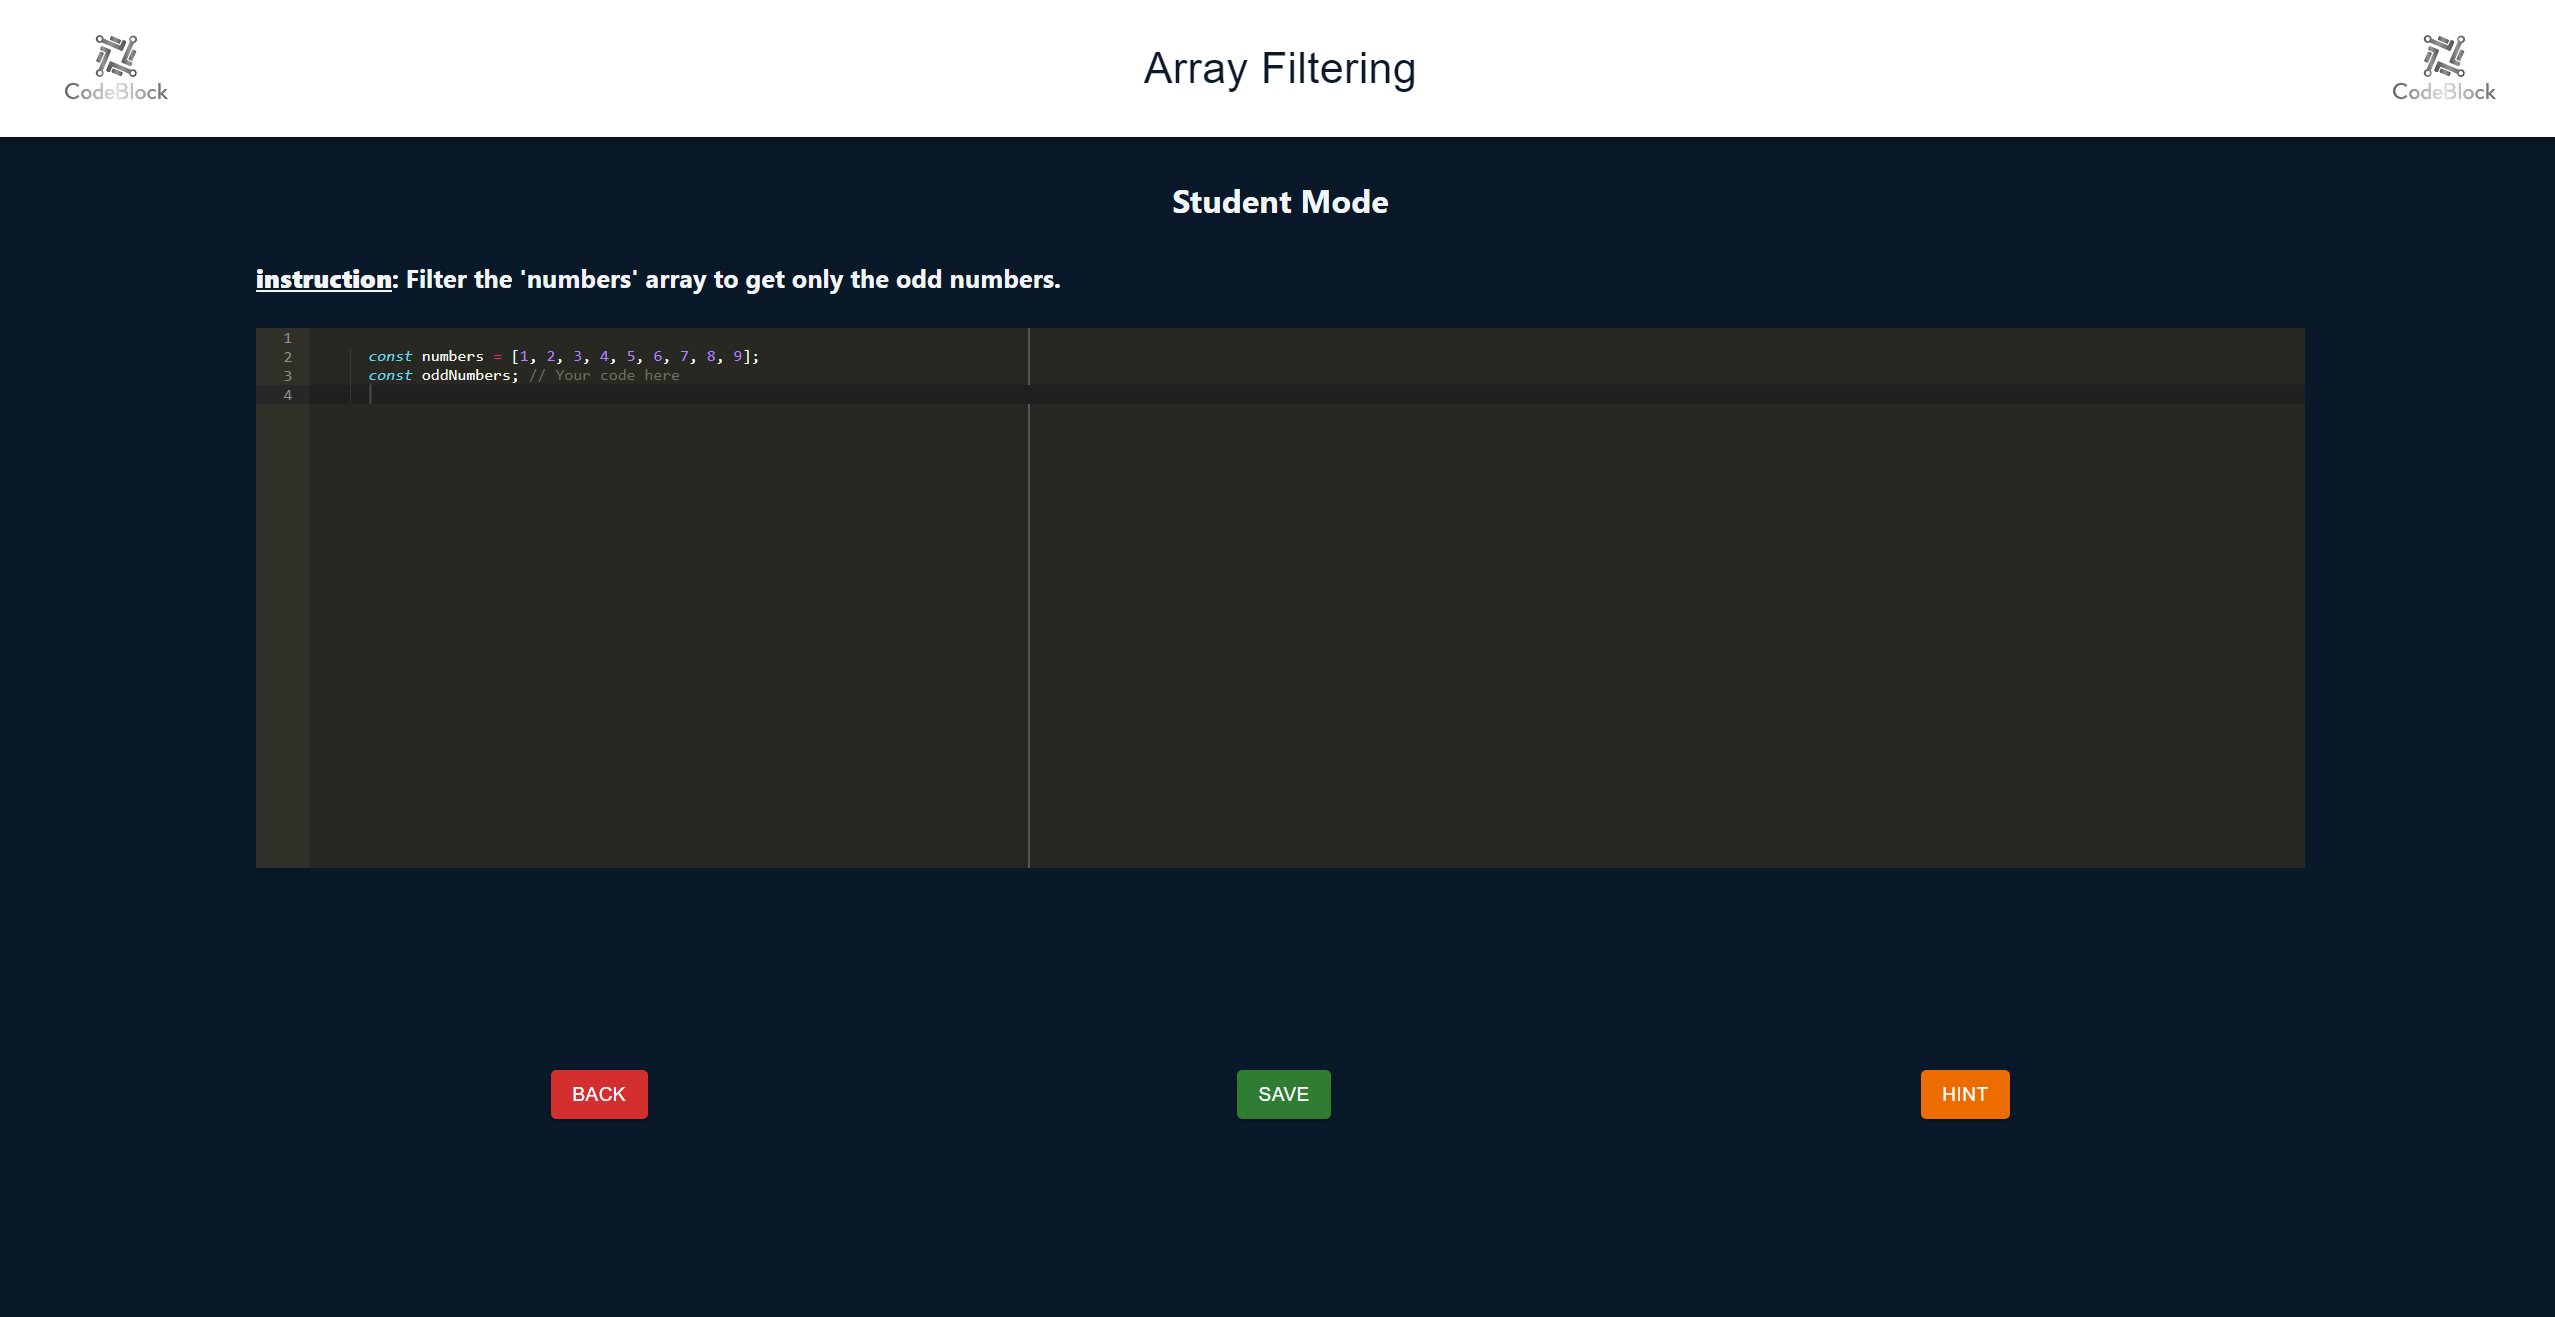 CodeBlock
Array Filtering
CodeBlock
Student Mode
instruction: Filter the 'numbers' array to get only the odd numbers.
1
2 const numbers = [1, 2, 3, 4, 5, 6, 7, 8, 9];
3 const oddNumbers; // Your code here
4
BACK
SAVE
HINT